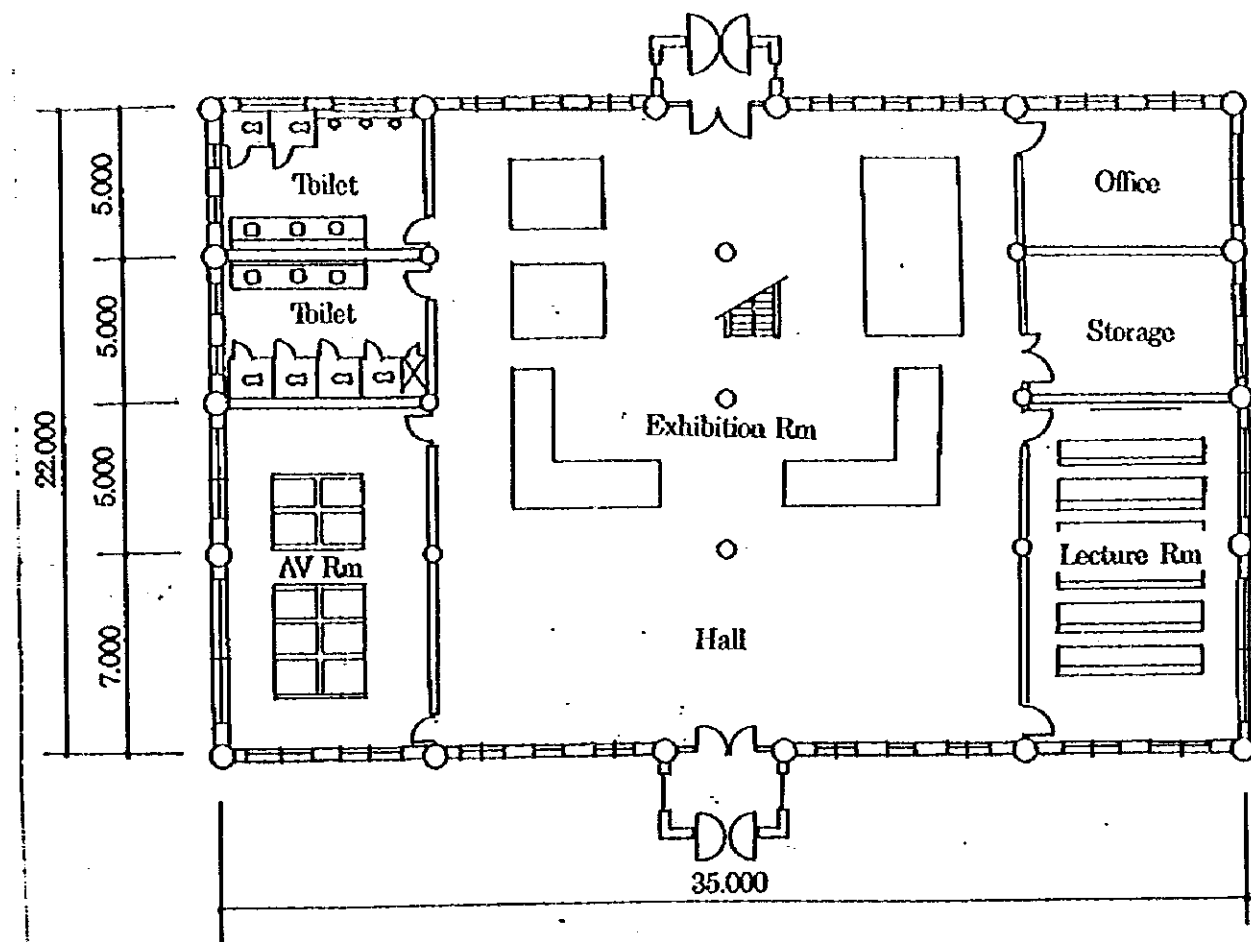 Toilet
Office
5.000
Toilet
Storage
5.000
22.000
Exhibition Rm
5.000
AV Rm
Lecture Rm
7.000
Hall
35.000